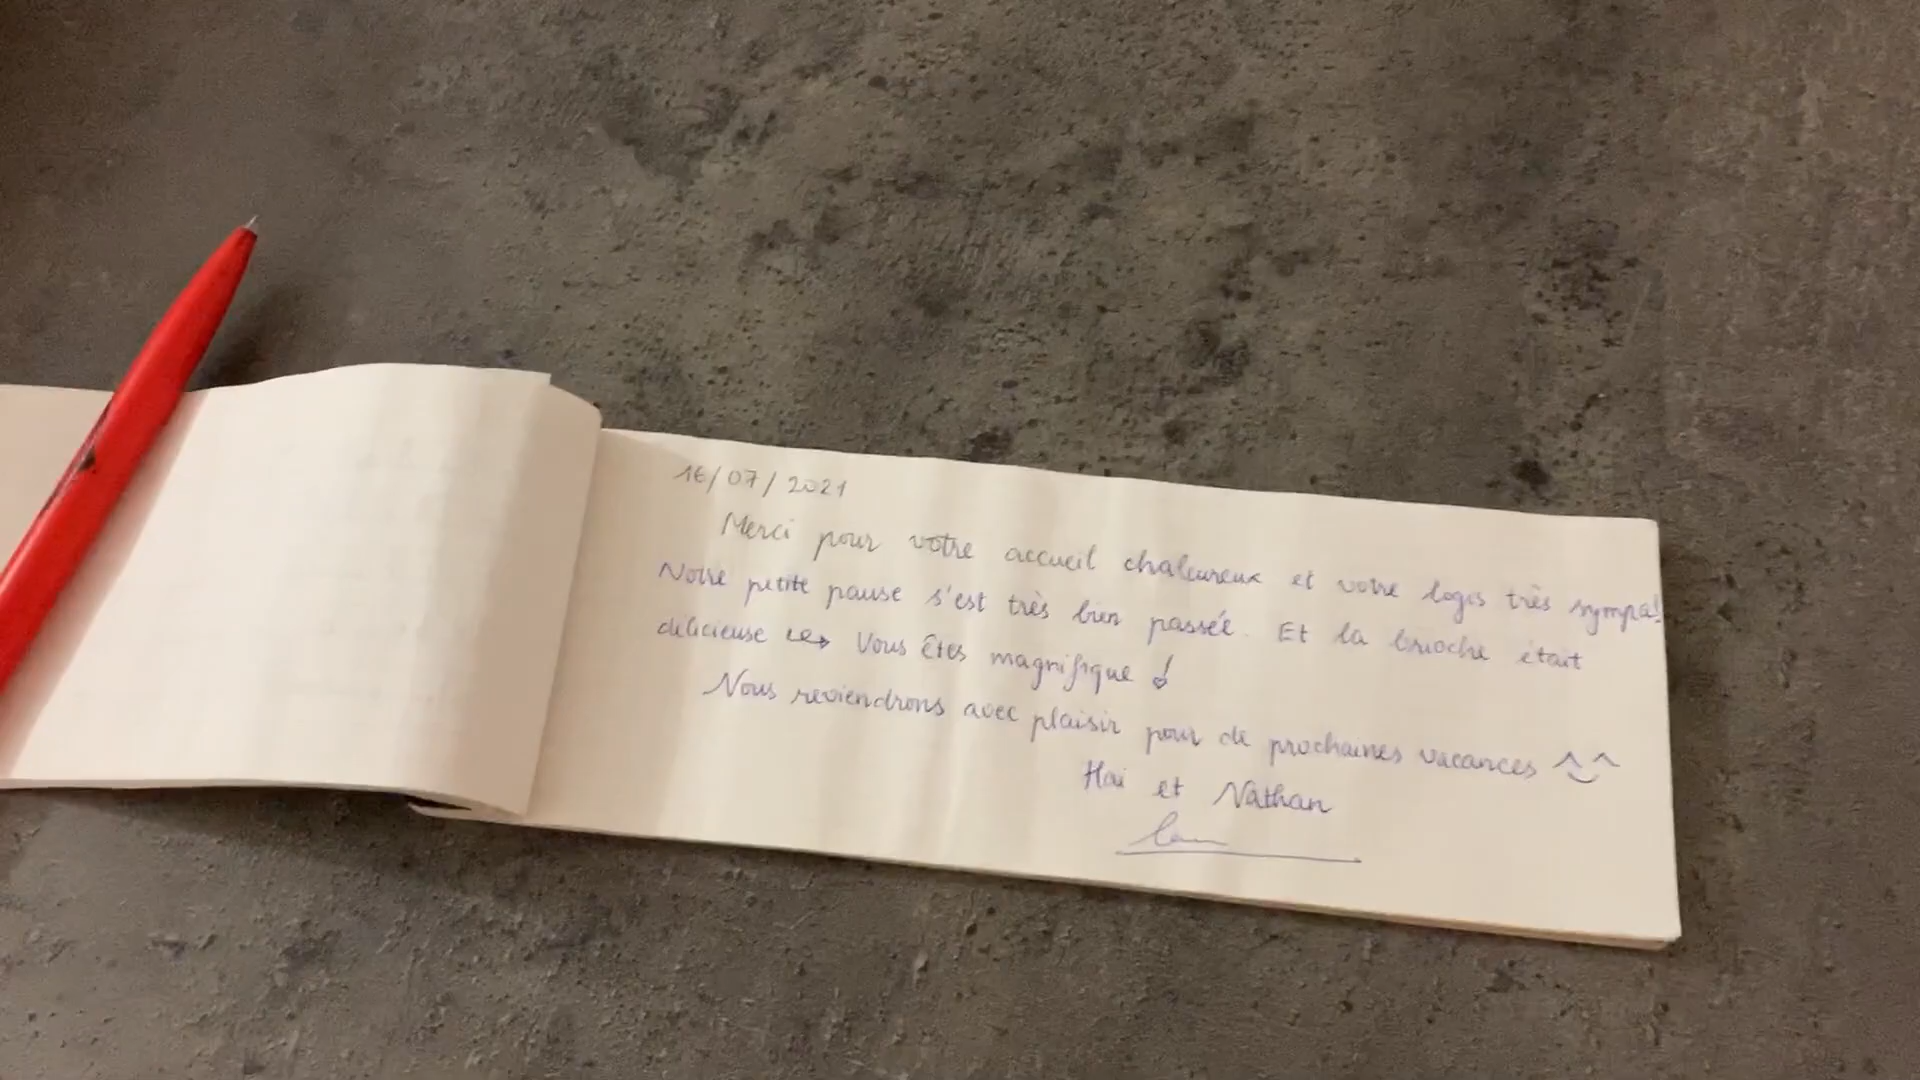 16/07/2021
Merci pour votre accueil chaleureux et votre logis très sympa!
Notre petite pause s'est très bien passée. Et la brioche était
délicieuse ↔ Vous êtes magnifique !
Nous reviendrons avec plaisir pour de prochaines vacances ^‿^
Hai et Nathan